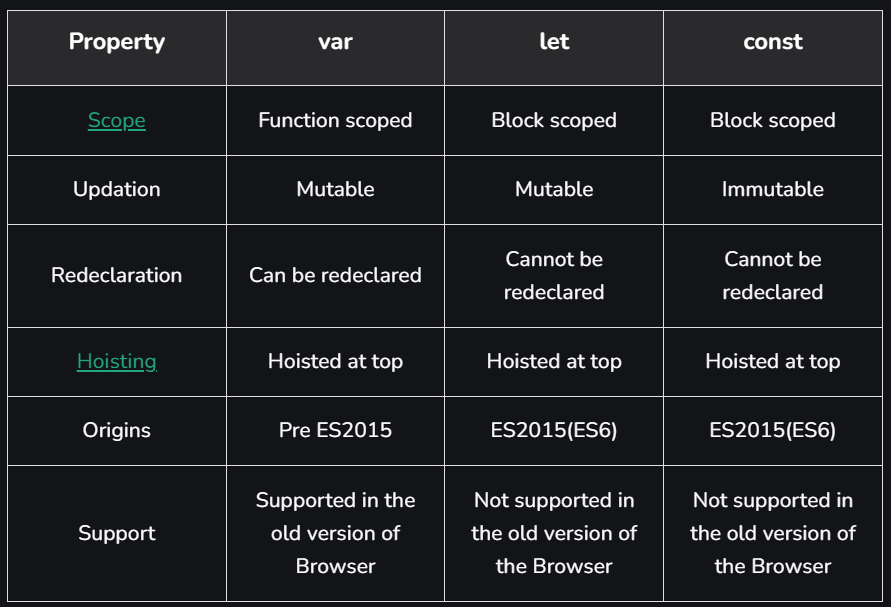 Property var let const
Scope Function scoped Block scoped Block scoped
Updation Mutable Mutable Immutable
Redeclaration Can be redeclared Cannot be redeclared Cannot be redeclared
Hoisting Hoisted at top Hoisted at top Hoisted at top
Origins Pre ES2015 ES2015(ES6) ES2015(ES6)
Support Supported in the old version of Browser Not supported in the old version of the Browser Not supported in the old version of the Browser